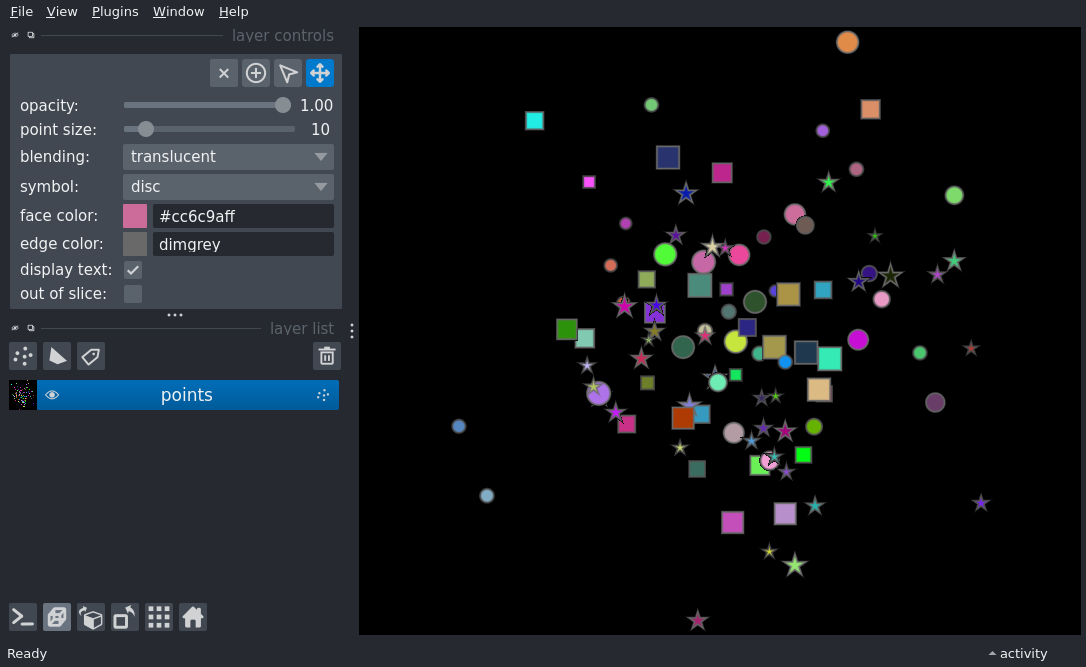 File View Plugins Window Help
layer controls
opacity: 1.00
point size: 10
blending: translucent
symbol: disc
face color: #cc6c9aff
edge color: dimgrey
display text:
out of slice:
layer list
points
Ready
activity